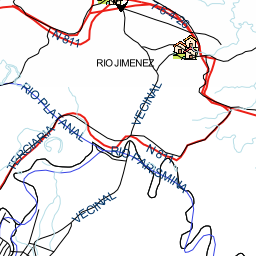 N 811
RIO JIMENEZ
RIO PLATANAL
VECINAL
TERCIARIA
N 811
RIO PARISMINA
VECINAL